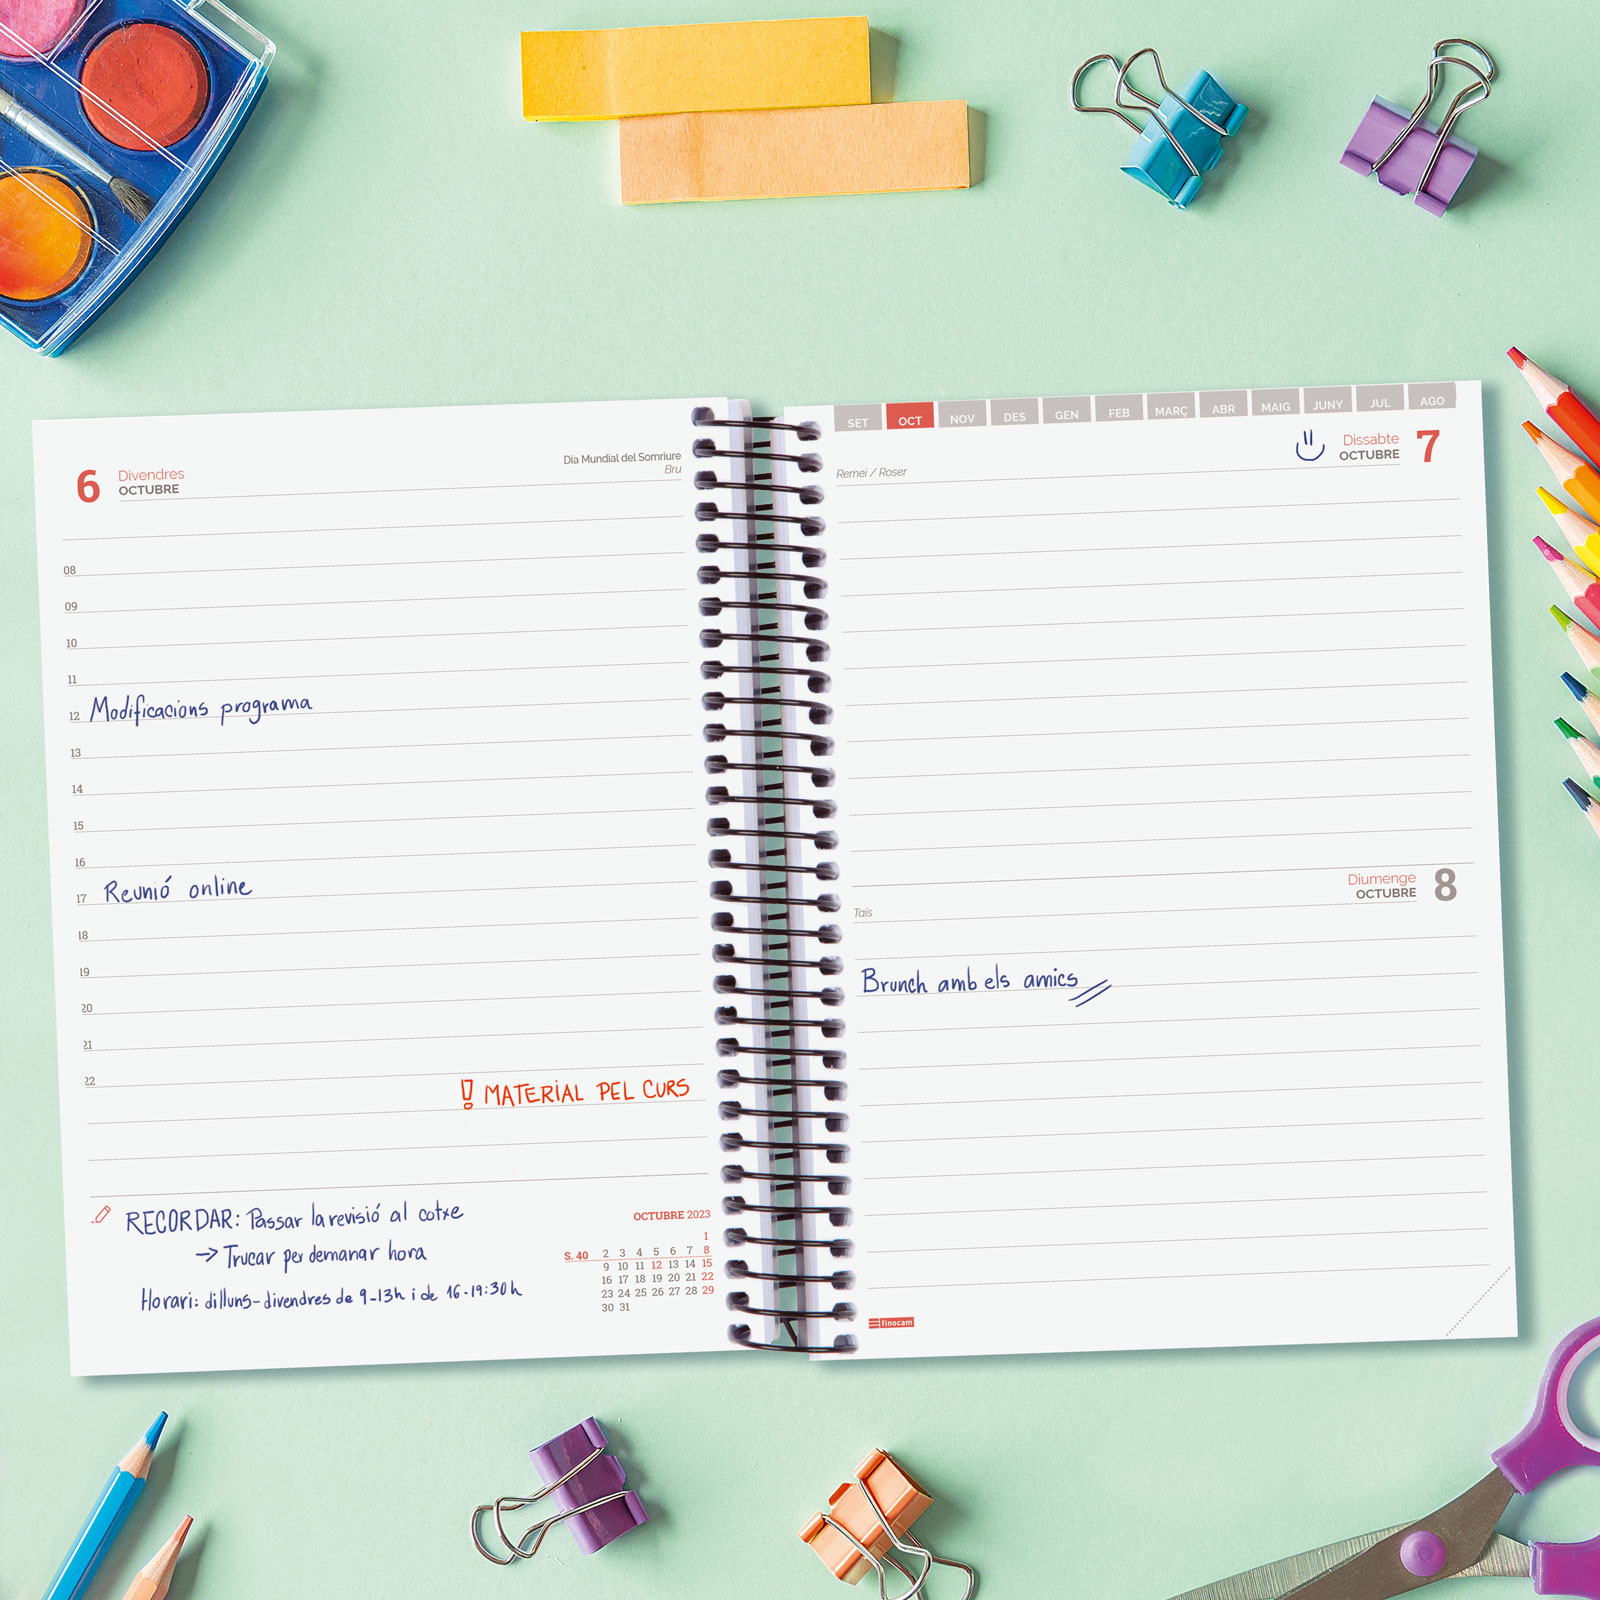 6 Divendres
OCTUBRE
Dia Mundial del Somriure
Bru
08
09
10
11
12 Modificacions programa
13
14
15
16
17 Reunió online
18
19
20
21
22
! MATERIAL PEL CURS
RECORDAR: Passar la revisió al cotxe
→ Trucar per demanar hora
Horari: dilluns-divendres de 9-13h i de 16-19:30h
OCTUBRE 2023
1
S. 40 2 3 4 5 6 7 8
9 10 11 12 13 14 15
16 17 18 19 20 21 22
23 24 25 26 27 28 29
30 31
SET OCT NOV DES GEN FEB MARÇ ABR MAIG JUNY JUL AGO
Dissabte 7
OCTUBRE
Remei / Roser
Diumenge 8
OCTUBRE
Tais
Brunch amb els amics
finocam